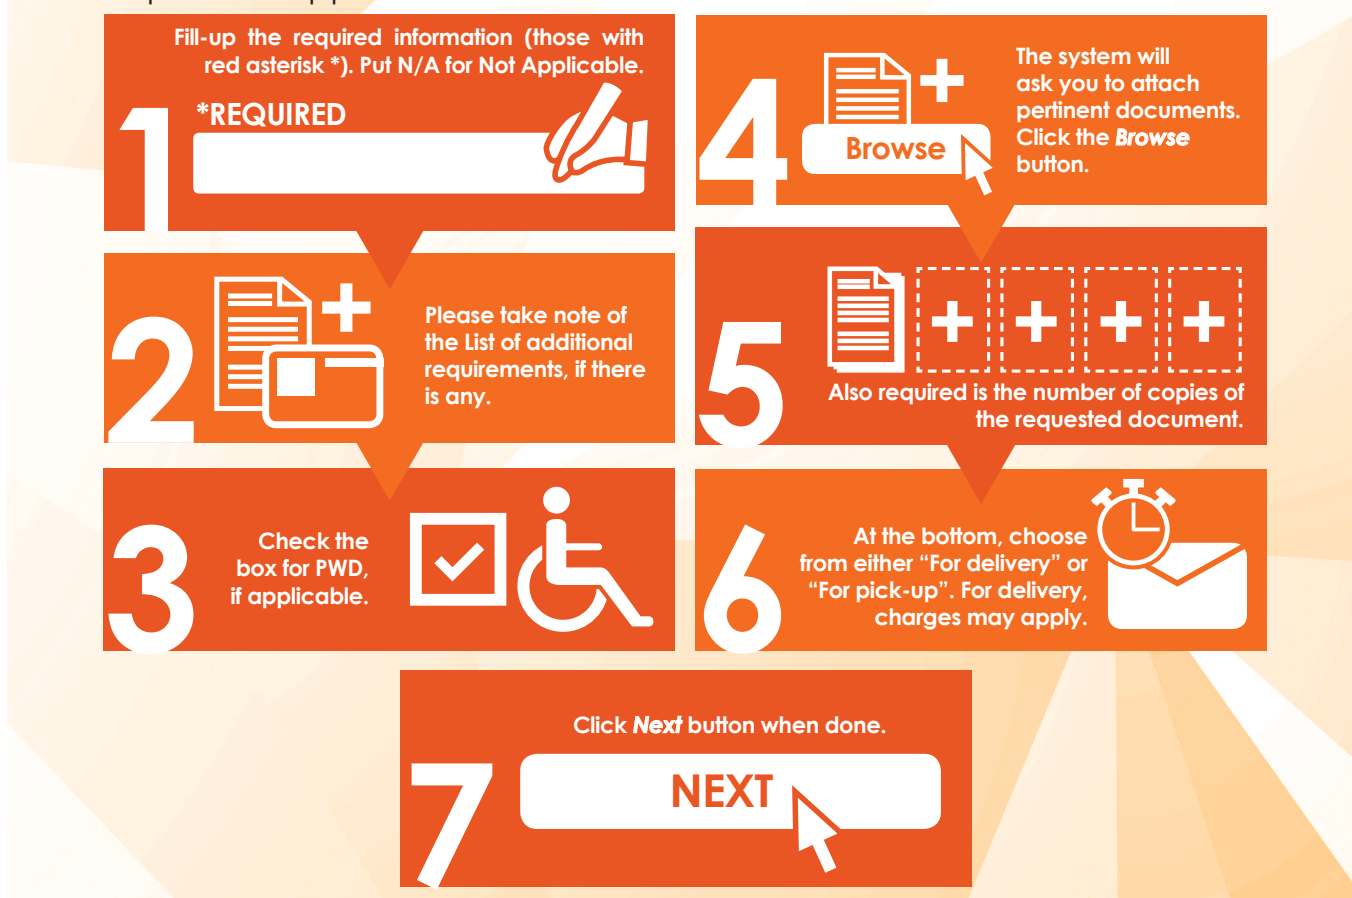 1
Fill-up the required information (those with
red asterisk *). Put N/A for Not Applicable.
*REQUIRED
2
Please take note of
the List of additional
requirements, if there
is any.
3
Check the
box for PWD,
if applicable.
4
Browse
The system will
ask you to attach
pertinent documents.
Click the Browse
button.
5
Also required is the number of copies of
the requested document.
6
At the bottom, choose
from either “For delivery” or
“For pick-up”. For delivery,
charges may apply.
7
Click Next button when done.
NEXT